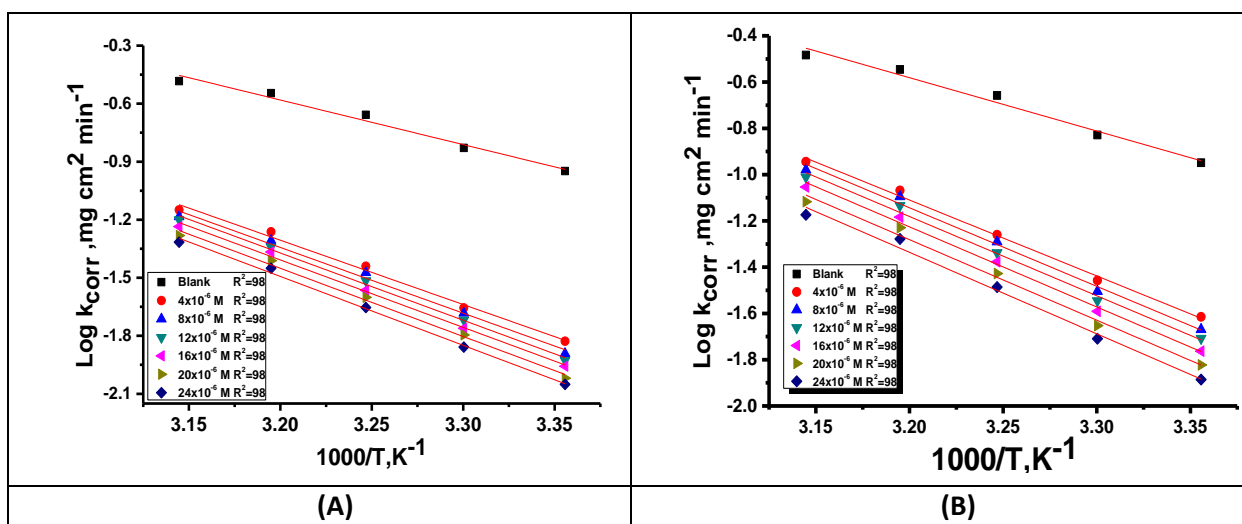 -0.3
-0.6
-0.9
-1.2
-1.5
-1.8
-2.1
Log k_corr ,mg cm² min⁻¹
Blank R²=98
4x10⁻⁶ M R²=98
8x10⁻⁶ M R²=98
12x10⁻⁶ M R²=98
16x10⁻⁶ M R²=98
20x10⁻⁶ M R²=98
24x10⁻⁶ M R²=98
3.15 3.20 3.25 3.30 3.35
1000/T,K⁻¹
(A)
-0.4
-0.6
-0.8
-1.0
-1.2
-1.4
-1.6
-1.8
-2.0
Log k_corr ,mg cm² min⁻¹
Blank R²=98
4x10⁻⁶ M R²=98
8x10⁻⁶ M R²=98
12x10⁻⁶ M R²=98
16x10⁻⁶ M R²=98
20x10⁻⁶ M R²=98
24x10⁻⁶ M R²=98
3.15 3.20 3.25 3.30 3.35
1000/T,K⁻¹
(B)